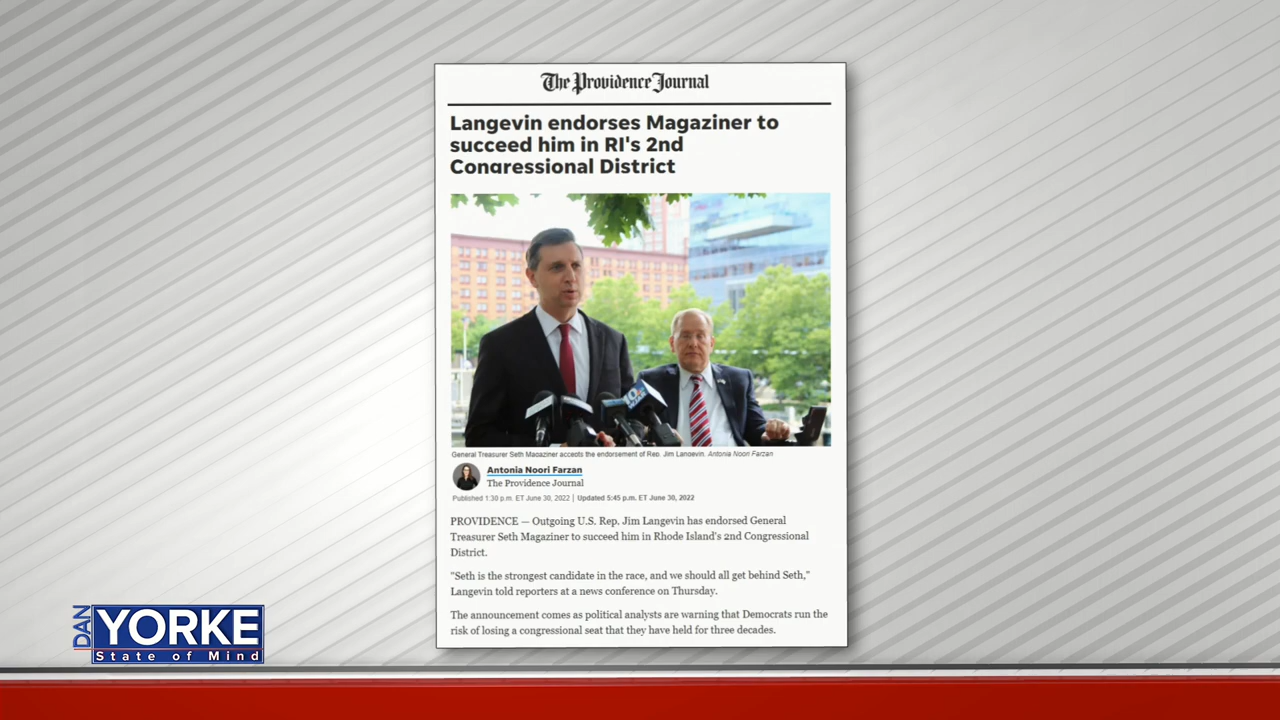 The Providence Journal
Langevin endorses Magaziner to
succeed him in RI's 2nd
Congressional District
10
General Treasurer Seth Magaziner accepts the endorsement of Rep. Jim Langevin. Antonia Noori Farzan
Antonia Noori Farzan
The Providence Journal
Published 1:30 p.m. ET June 30, 2022 | Updated 5:45 p.m. ET June 30, 2022
PROVIDENCE — Outgoing U.S. Rep. Jim Langevin has endorsed General
Treasurer Seth Magaziner to succeed him in Rhode Island's 2nd Congressional
District.
"Seth is the strongest candidate in the race, and we should all get behind Seth,"
Langevin told reporters at a news conference on Thursday.
The announcement comes as political analysts are warning that Democrats run the
risk of losing a congressional seat that they have held for three decades.
DAN
YORKE
State of Mind